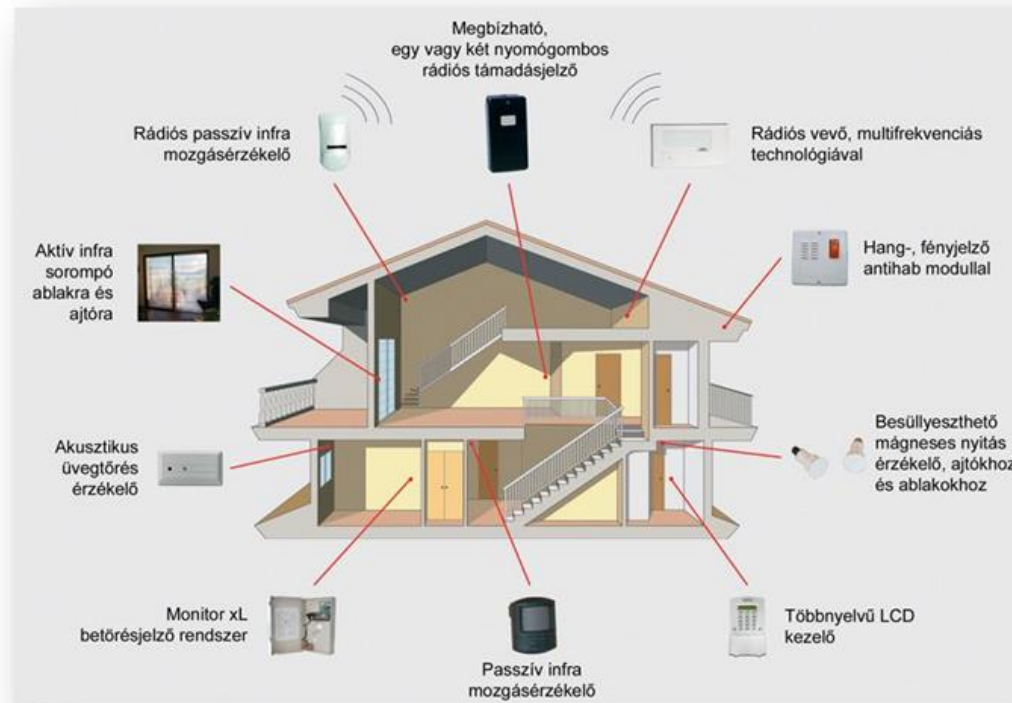 Megbízható,
egy vagy két nyomógombos
rádiós támadásjelző
Rádiós passzív infra
mozgásérzékelő
Rádiós vevő, multifrekvenciás
technológiával
Aktív infra
sorompó
ablakra és
ajtóra
Hang-, fényjelző
antihab modullal
Akusztikus
üvegtörés
érzékelő
Besüllyeszthető
mágneses nyitás
érzékelő, ajtókhoz
és ablakokhoz
Monitor xL
betörésjelző rendszer
Passzív infra
mozgásérzékelő
Többnyelvű LCD
kezelő